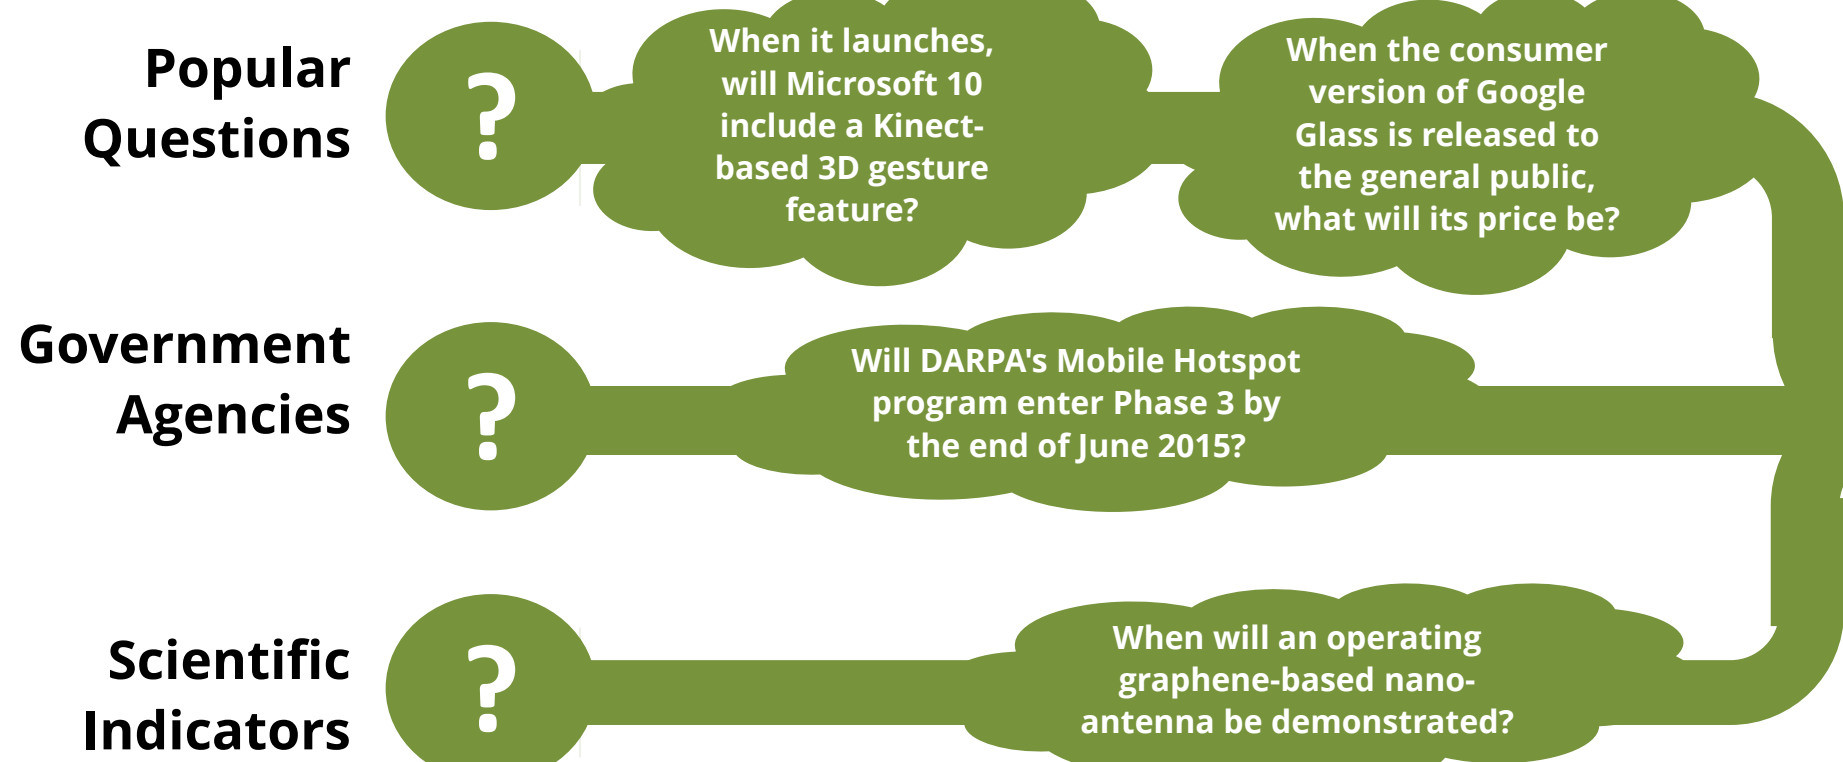 Popular
Questions
?
When it launches,
will Microsoft 10
include a Kinect-
based 3D gesture
feature?
When the consumer
version of Google
Glass is released to
the general public,
what will its price be?
Government
Agencies
?
Will DARPA's Mobile Hotspot
program enter Phase 3 by
the end of June 2015?
Scientific
Indicators
?
When will an operating
graphene-based nano-
antenna be demonstrated?